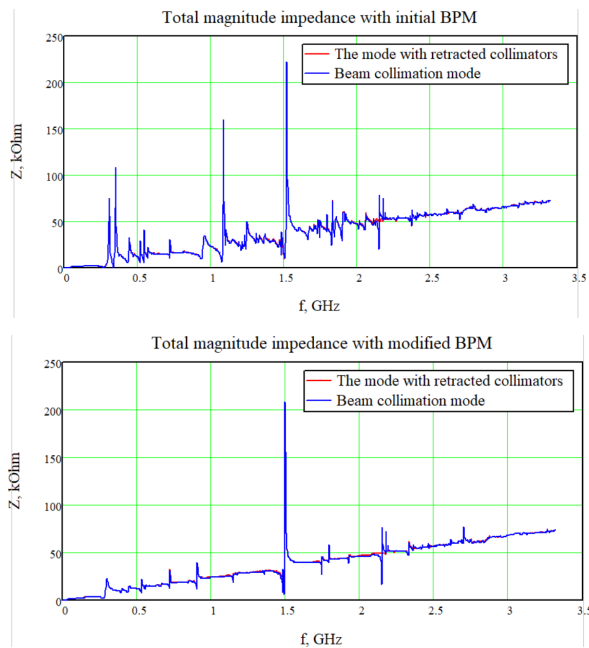 Total magnitude impedance with initial BPM
250
200
150
100
50
0
Z, kOhm
The mode with retracted collimators
Beam collimation mode
0
0.5
1
1.5
2
2.5
3
3.5
f, GHz
Total magnitude impedance with modified BPM
250
200
150
100
50
0
Z, kOhm
The mode with retracted collimators
Beam collimation mode
0
0.5
1
1.5
2
2.5
3
3.5
f, GHz